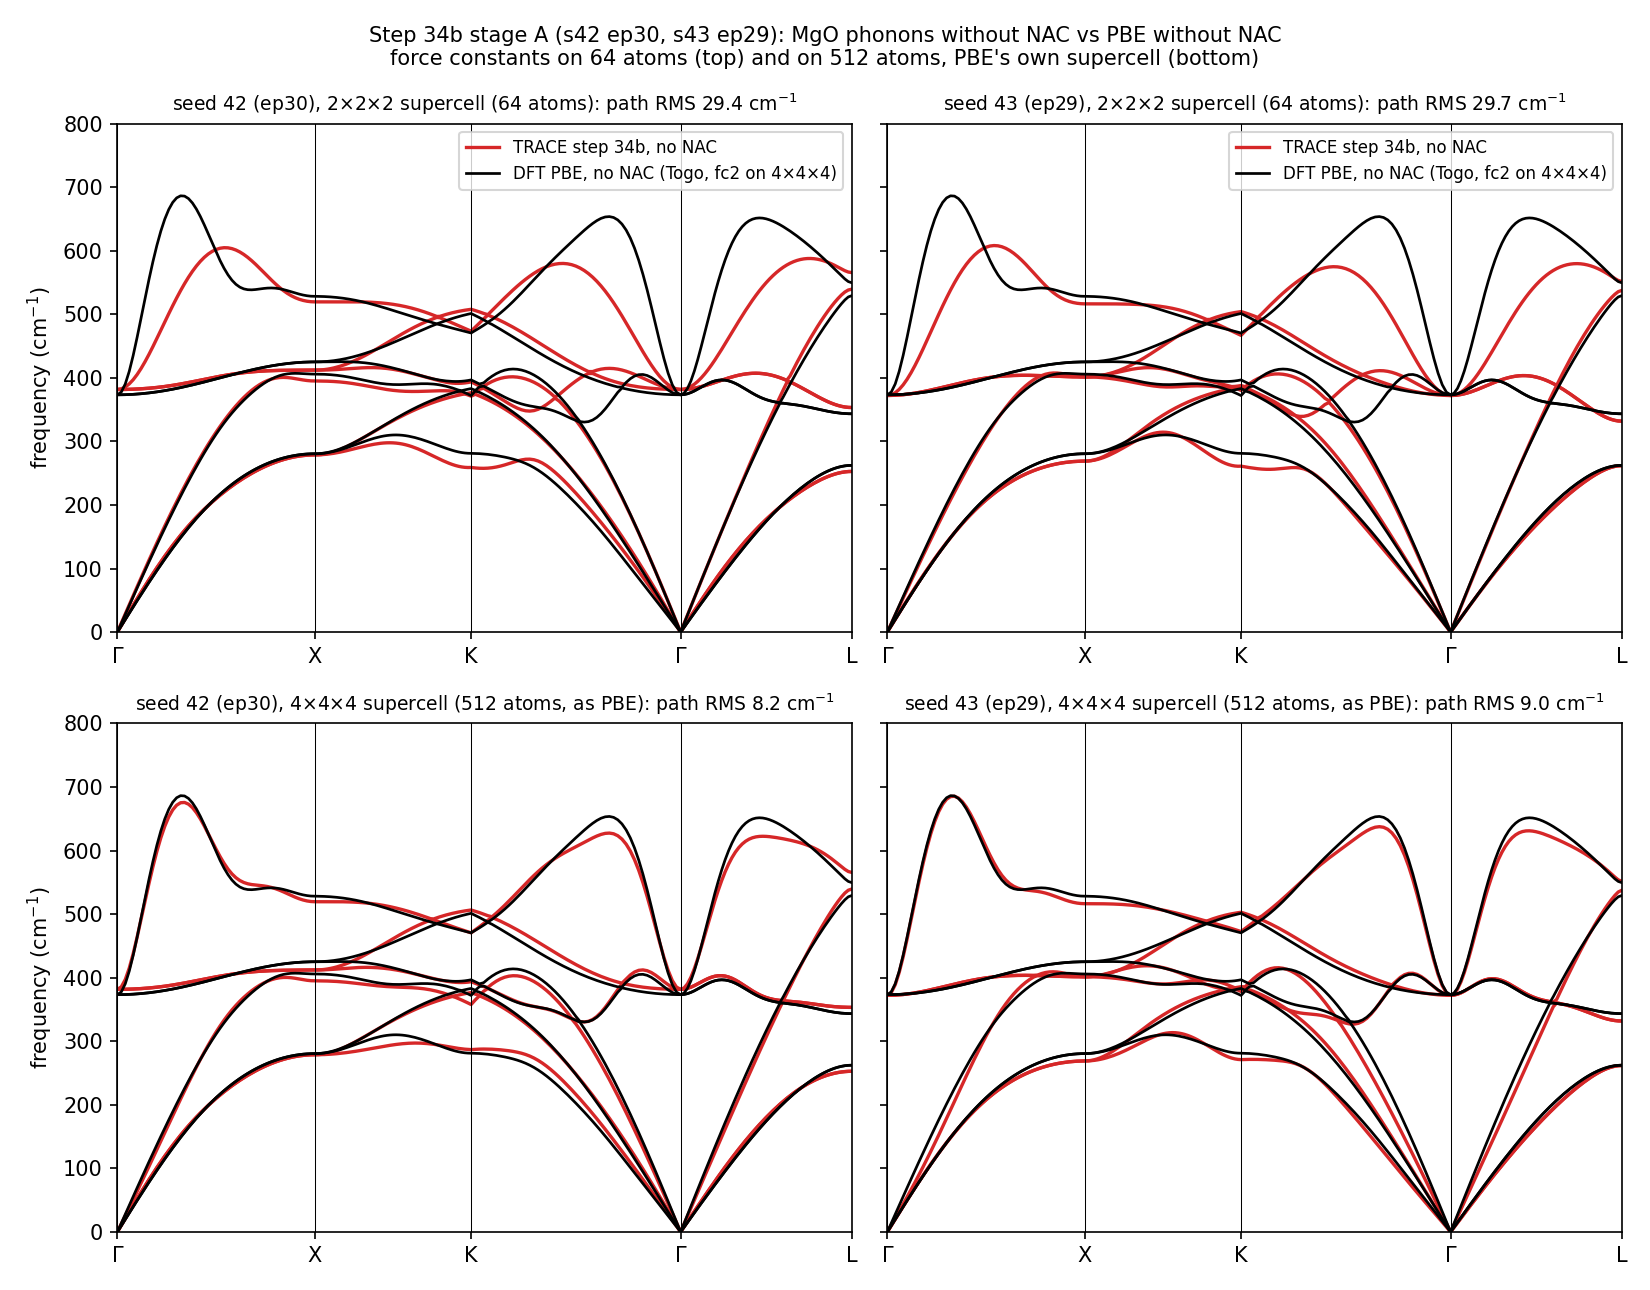 Step 34b stage A (s42 ep30, s43 ep29): MgO phonons without NAC vs PBE without NAC
force constants on 64 atoms (top) and on 512 atoms, PBE's own supercell (bottom)
seed 42 (ep30), 2×2×2 supercell (64 atoms): path RMS 29.4 cm⁻¹
seed 43 (ep29), 2×2×2 supercell (64 atoms): path RMS 29.7 cm⁻¹
800
700
600
500
400
300
200
100
0
frequency (cm⁻¹)
TRACE step 34b, no NAC
DFT PBE, no NAC (Togo, fc2 on 4×4×4)
TRACE step 34b, no NAC
DFT PBE, no NAC (Togo, fc2 on 4×4×4)
Γ X K Γ L
Γ X K Γ L
seed 42 (ep30), 4×4×4 supercell (512 atoms, as PBE): path RMS 8.2 cm⁻¹
seed 43 (ep29), 4×4×4 supercell (512 atoms, as PBE): path RMS 9.0 cm⁻¹
800
700
600
500
400
300
200
100
0
frequency (cm⁻¹)
Γ X K Γ L
Γ X K Γ L